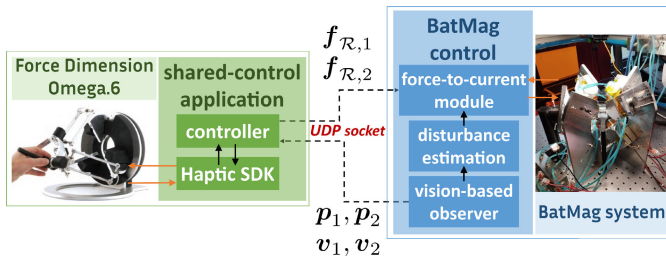 Force Dimension
Omega.6
shared-control
application
controller
Haptic SDK
f_{R,1}
f_{R,2}
UDP socket
p_1, p_2
v_1, v_2
BatMag
control
force-to-current
module
disturbance
estimation
vision-based
observer
BatMag system